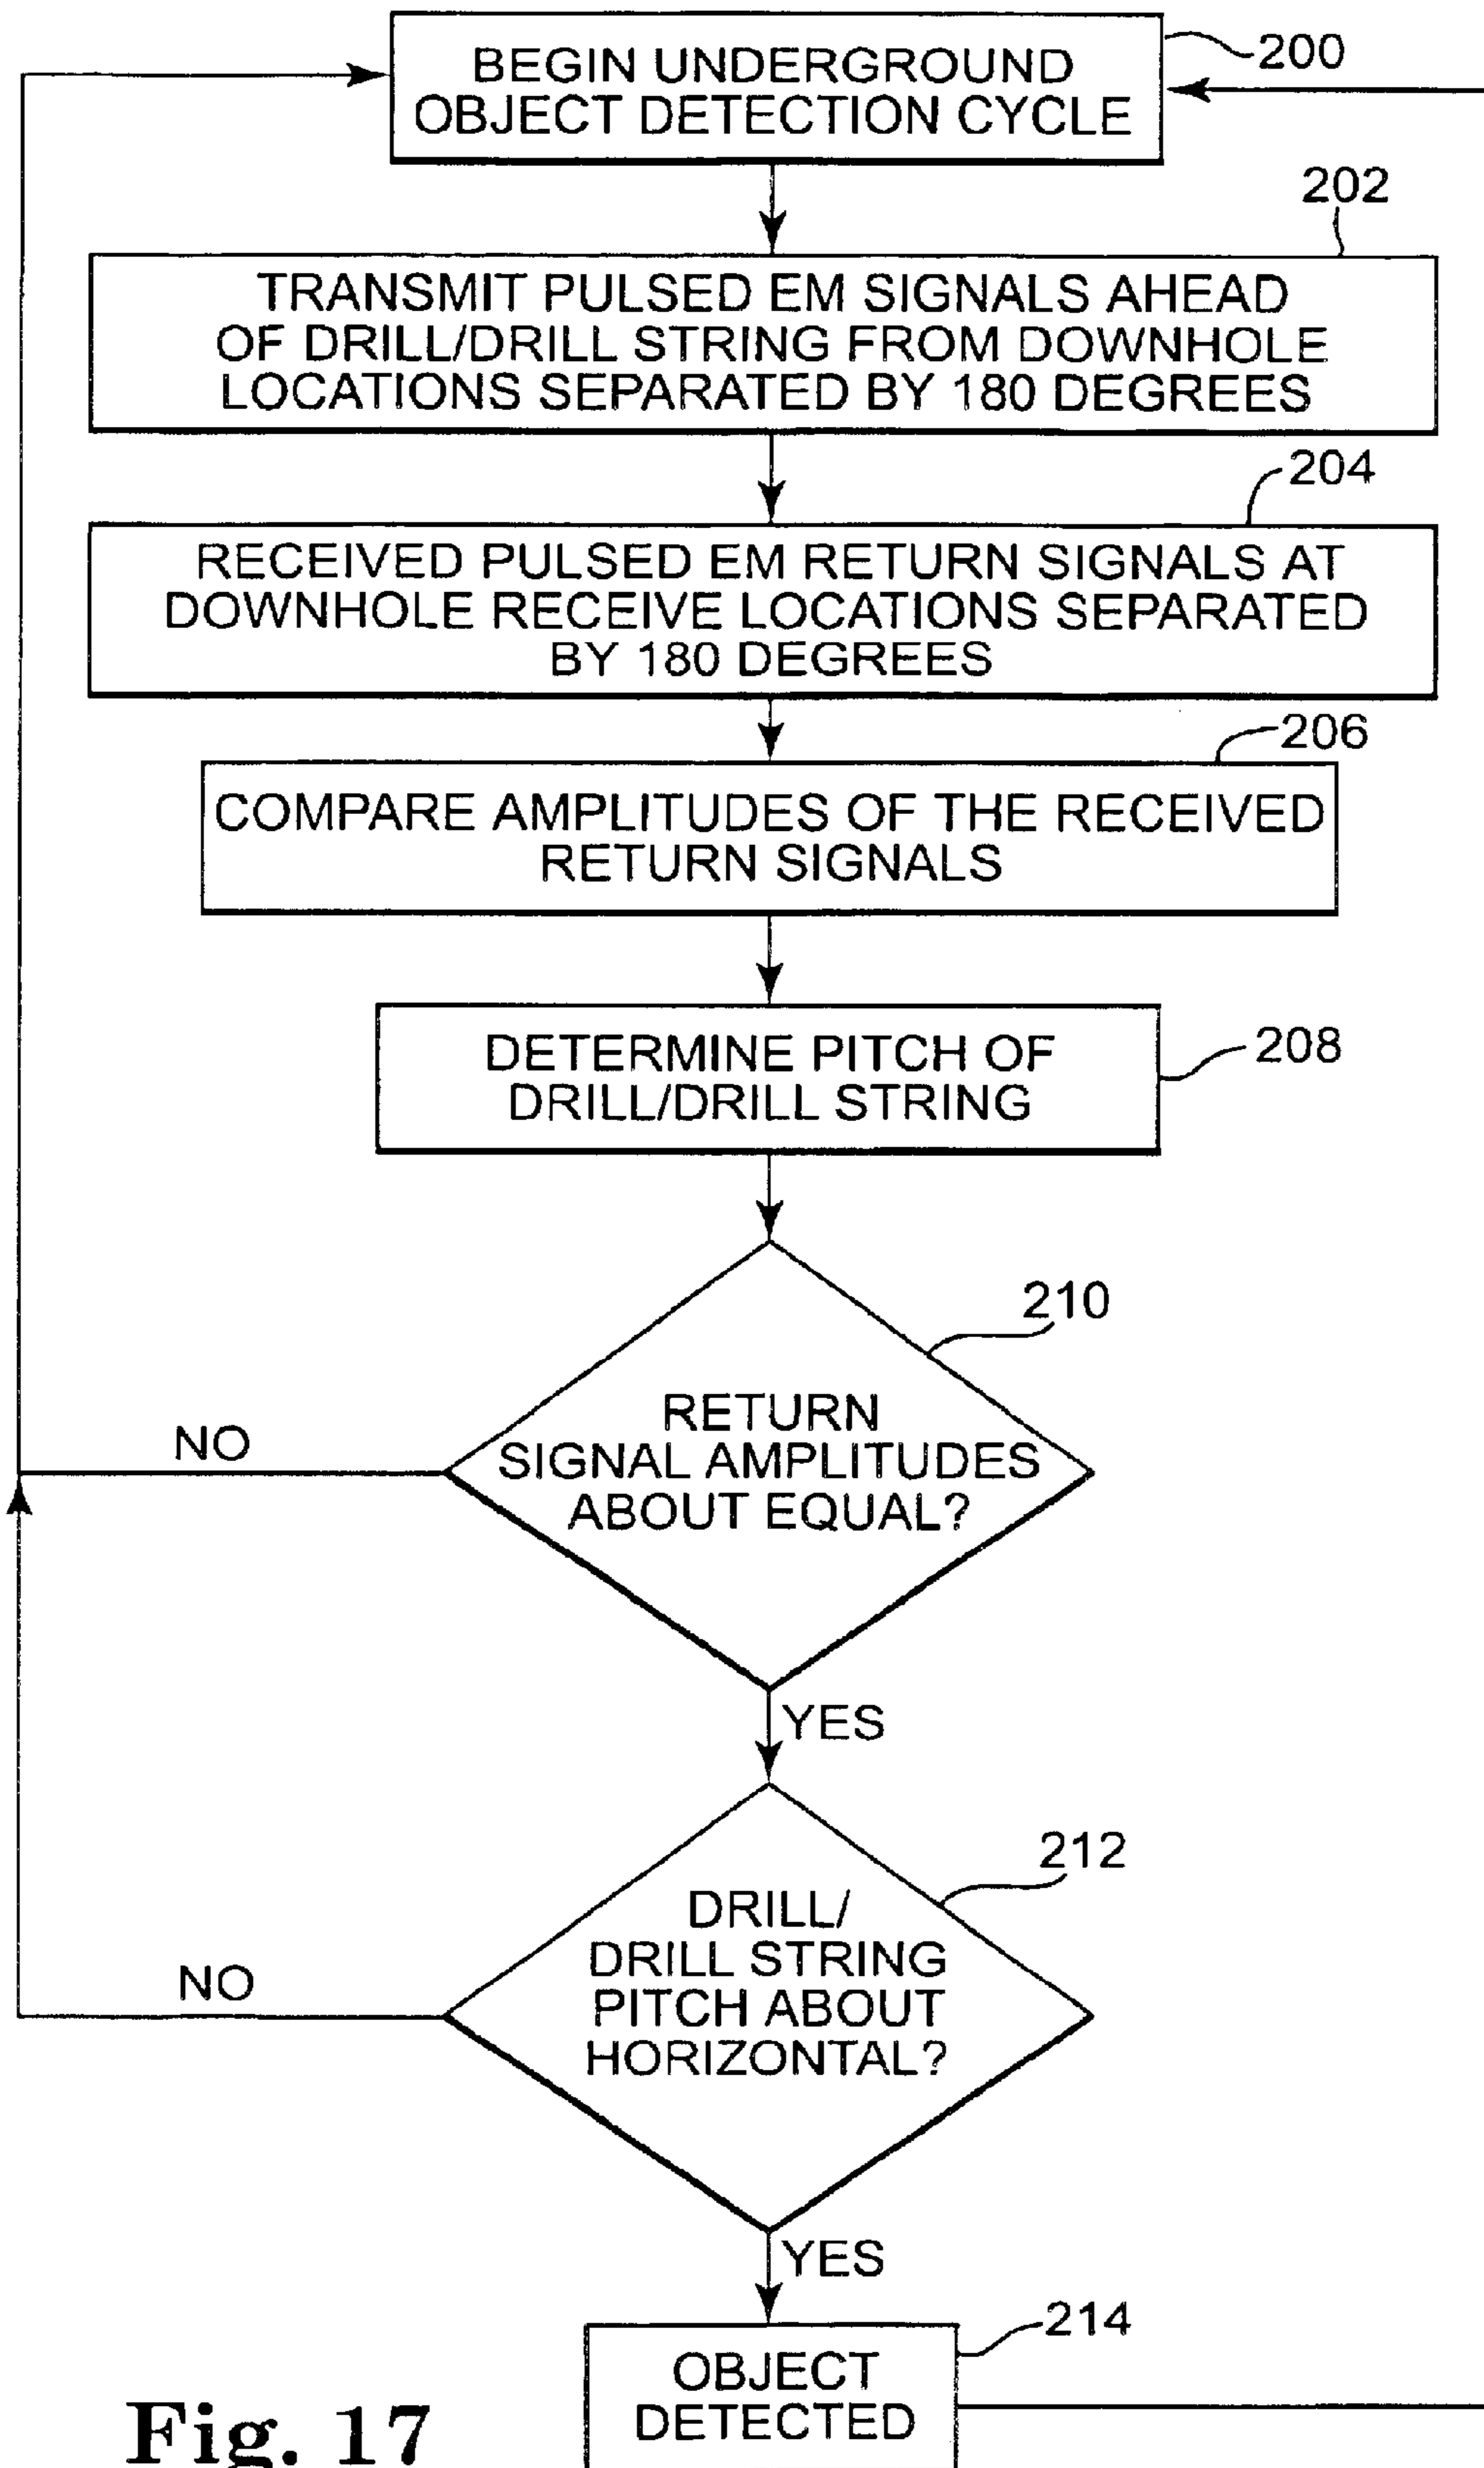 BEGIN UNDERGROUND
OBJECT DETECTION CYCLE
200
202
TRANSMIT PULSED EM SIGNALS AHEAD
OF DRILL/DRILL STRING FROM DOWNHOLE
LOCATIONS SEPARATED BY 180 DEGREES
204
RECEIVED PULSED EM RETURN SIGNALS AT
DOWNHOLE RECEIVE LOCATIONS SEPARATED
BY 180 DEGREES
206
COMPARE AMPLITUDES OF THE RECEIVED
RETURN SIGNALS
DETERMINE PITCH OF
DRILL/DRILL STRING
208
210
RETURN
SIGNAL AMPLITUDES
ABOUT EQUAL?
NO
YES
212
DRILL/
DRILL STRING
PITCH ABOUT
HORIZONTAL?
NO
YES
214
OBJECT
DETECTED
Fig. 17